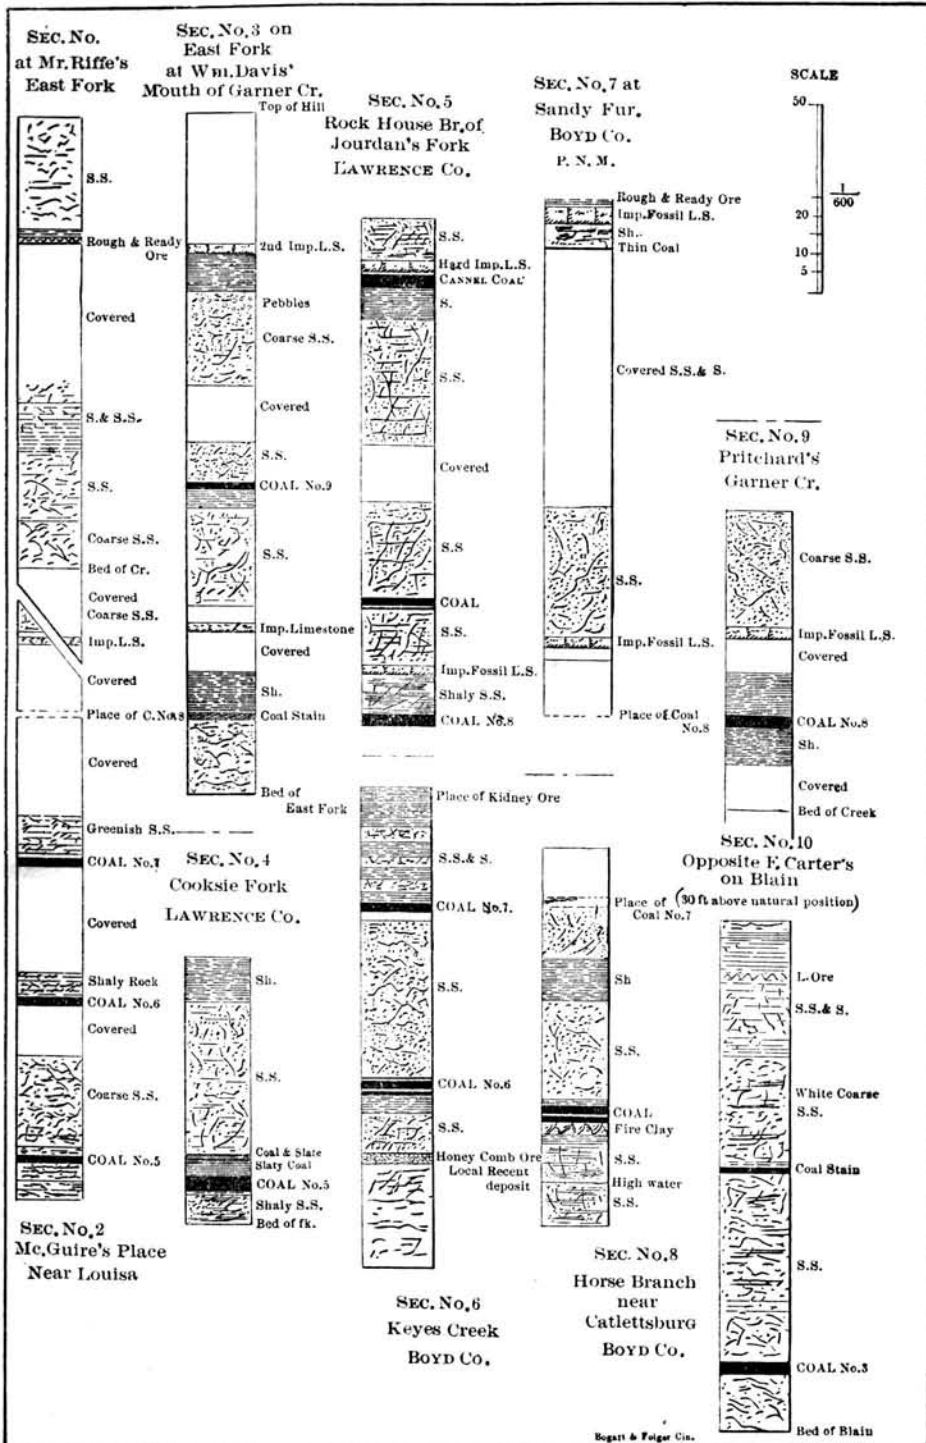 SEC. No.
at Mr. Riffe's
East Fork
S.S.
Rough & Ready
Ore
Covered
S. & S.S.
S.S.
Coarse S.S.
Bed of Cr.
Covered
Coarse S.S.
Imp. L.S.
Covered
Place of C. No. 8
Covered
Greenish S.S.
COAL No. 7
Covered
Shaly Rock
COAL No. 6
Covered
Coarse S.S.
COAL No. 5
SEC. No. 2
Mc. Guire's Place
Near Louisa
SEC. No. 3 on
East Fork
at Wm. Davis'
Mouth of Garner Cr.
Top of Hill
2nd Imp. L.S.
Pebbles
Coarse S.S.
Covered
S.S.
COAL No. 9
S.S.
Imp. Limestone
Covered
Sh.
Coal Stain
Bed of
East Fork
SEC. No. 4
Cooksie Fork
LAWRENCE Co.
Sh.
S.S.
Coal & Slate
Slaty Coal
COAL No. 5
Shaly S.S.
Bed of fk.
SEC. No. 5
Rock House Br. of
Jourdan's Fork
LAWRENCE Co.
S.S.
Hard Imp. L.S.
CANNEL COAL
S.
S.S.
Covered
S.S
COAL
S.S.
Imp. Fossil L.S.
Shaly S.S.
COAL No. 8
Place of Kidney Ore
S.S. & S.
COAL No. 7.
S.S.
COAL No. 6
S.S.
Honey Comb Ore
Local Recent
deposit
SEC. No. 6
Keyes Creek
BOYD Co.
SEC. No. 7 at
Sandy Fur.
BOYD Co.
P. N. M.
Rough & Ready Ore
Imp. Fossil L.S.
Sh.
Thin Coal
Covered S.S. & S.
S.S.
Imp. Fossil L.S.
Place of Coal
No. 8
Place of (30 ft above natural position)
Coal No. 7
Sh
S.S.
COAL
Fire Clay
S.S.
High water
S.S.
SEC. No. 8
Horse Branch
near
Catlettsburg
BOYD Co.
SCALE
50
20
10
5
1/600
SEC. No. 9
Pritchard's
Garner Cr.
Coarse S.S.
Imp. Fossil L.S.
Covered
COAL No. 8
Sh.
Covered
Bed of Creek
SEC. No. 10
Opposite F. Carter's
on Blain
L. Ore
S.S. & S.
White Coarse
S.S.
Coal Stain
S.S.
COAL No. 3
Bed of Blain
Bogart & Folger Cin.